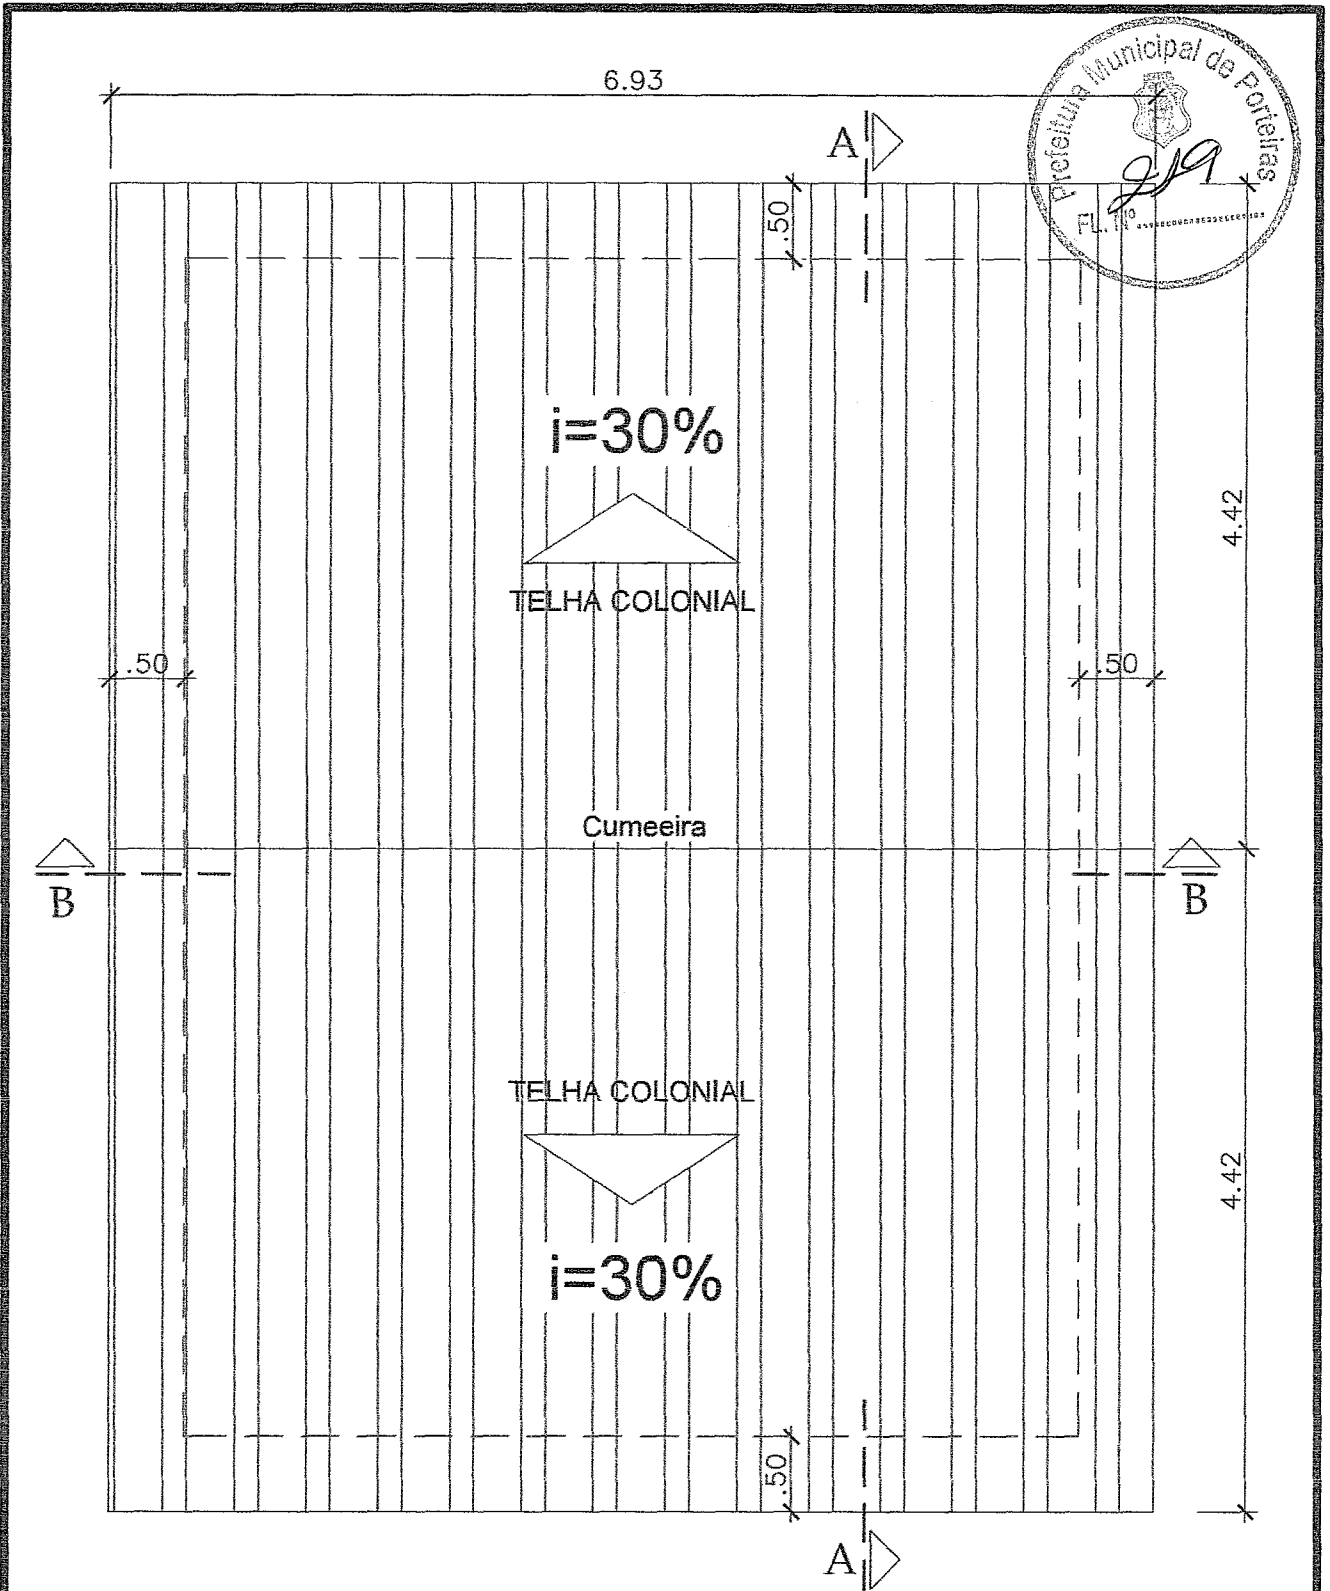 6.93
Prefeitura Municipal de Porteiras
219
FL. Nº
A
.50
i=30%
4.42
TELHA COLONIAL
.50
.50
Cumeeira
B
B
TELHA COLONIAL
4.42
i=30%
.50
A